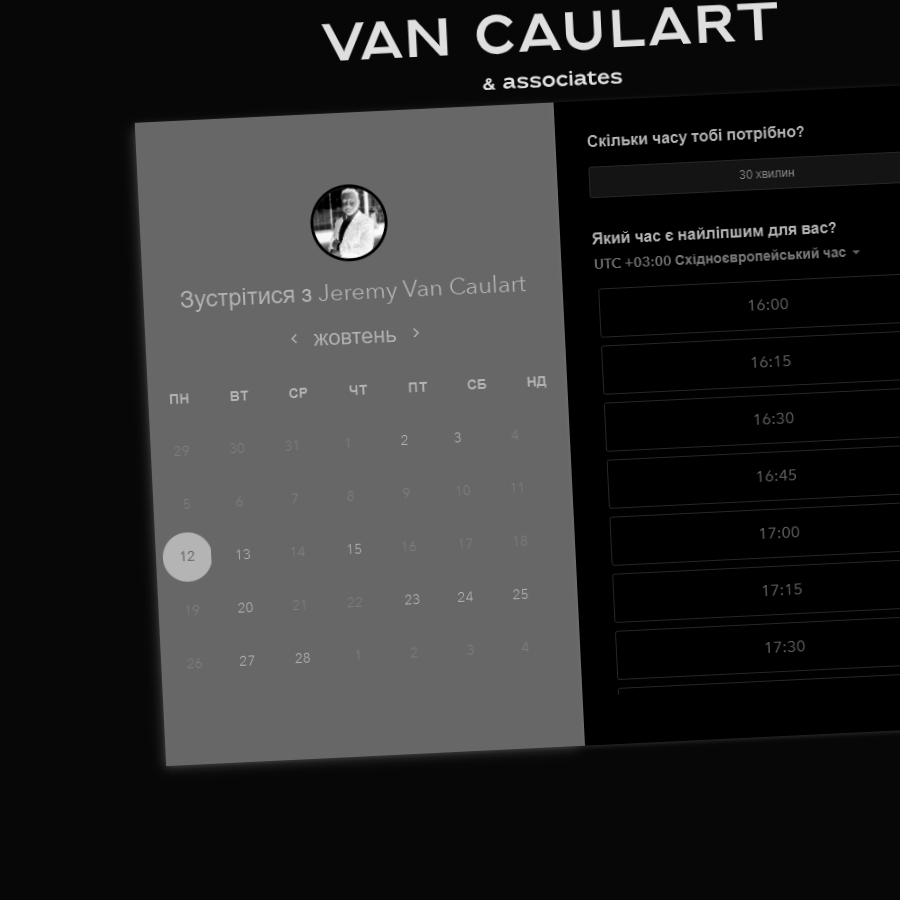 VAN CAULART
& associates
Зустрітися з Jeremy Van Caulart
жовтень
ПН ВТ СР ЧТ ПТ СБ НД
29 30 31 1 2 3 4
5 6 7 8 9 10 11
12 13 14 15 16 17 18
19 20 21 22 23 24 25
26 27 28 1 2 3 4
Скільки часу тобі потрібно?
30 хвилин
Який час є найліпшим для вас?
UTC +03:00 Східноєвропейський час
16:00
16:15
16:30
16:45
17:00
17:15
17:30